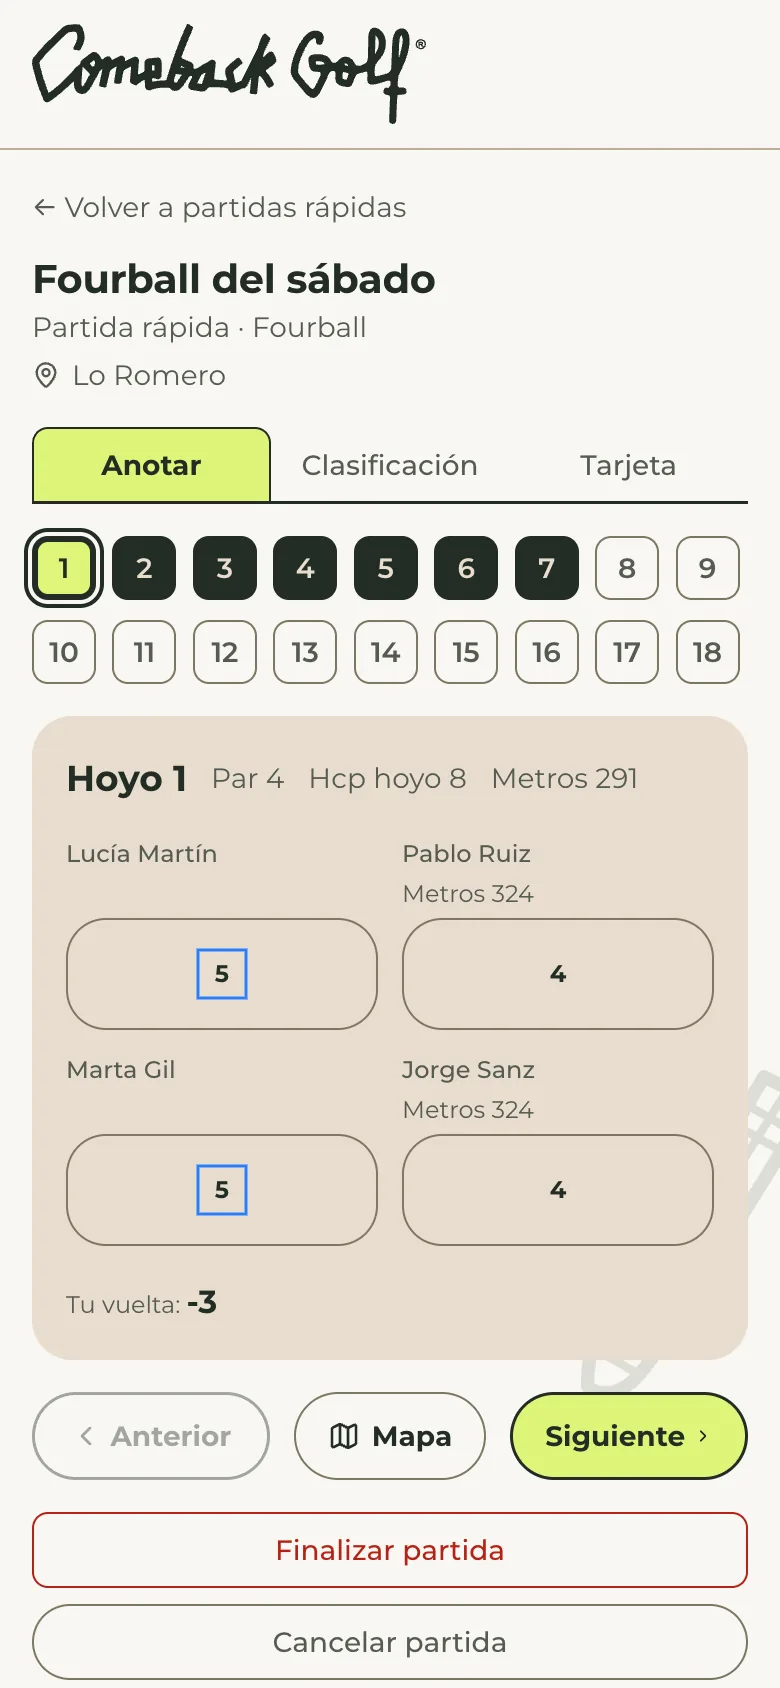 Comeback Golf®
← Volver a partidas rápidas
Fourball del sábado
Partida rápida · Fourball
Lo Romero
Anotar Clasificación Tarjeta
1 2 3 4 5 6 7 8 9
10 11 12 13 14 15 16 17 18
Hoyo 1 Par 4 Hcp hoyo 8 Metros 291
Lucía Martín Pablo Ruiz
Metros 324
5 4
Marta Gil Jorge Sanz
Metros 324
5 4
Tu vuelta: -3
‹ Anterior Mapa Siguiente ›
Finalizar partida
Cancelar partida